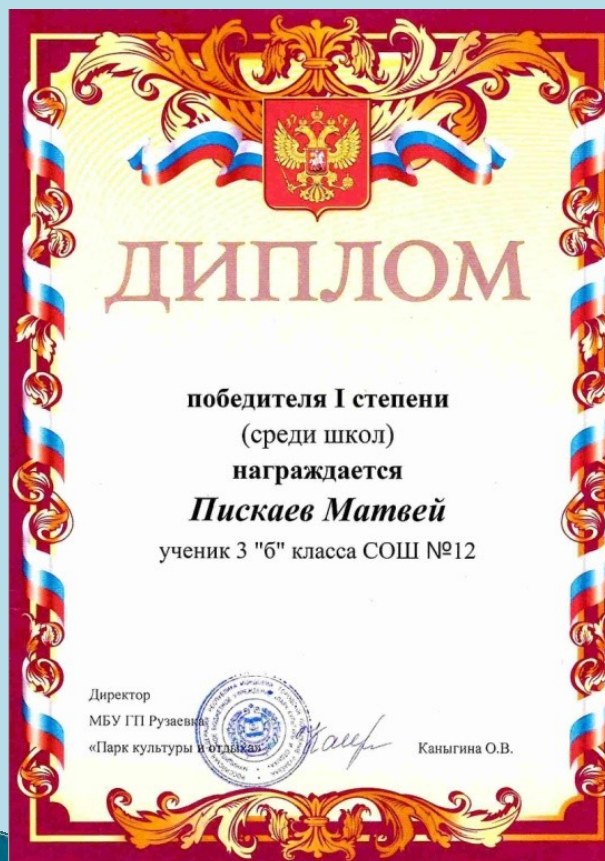 ДИПЛОМ
победителя I степени
(среди школ)
награждается
Пискаев Матвей
ученик 3 "б" класса СОШ №12
Директор
МБУ ГП Рузаевка
«Парк культуры и отдыха»
Каныгина О.В.